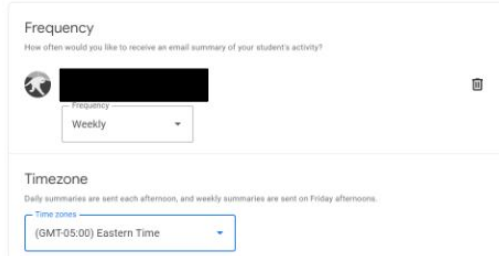 Frequency
How often would you like to receive an email summary of your student's activity?
Frequency
Weekly
Timezone
Daily summaries are sent each afternoon, and weekly summaries are sent on Friday afternoons.
Time zones
(GMT-05:00) Eastern Time